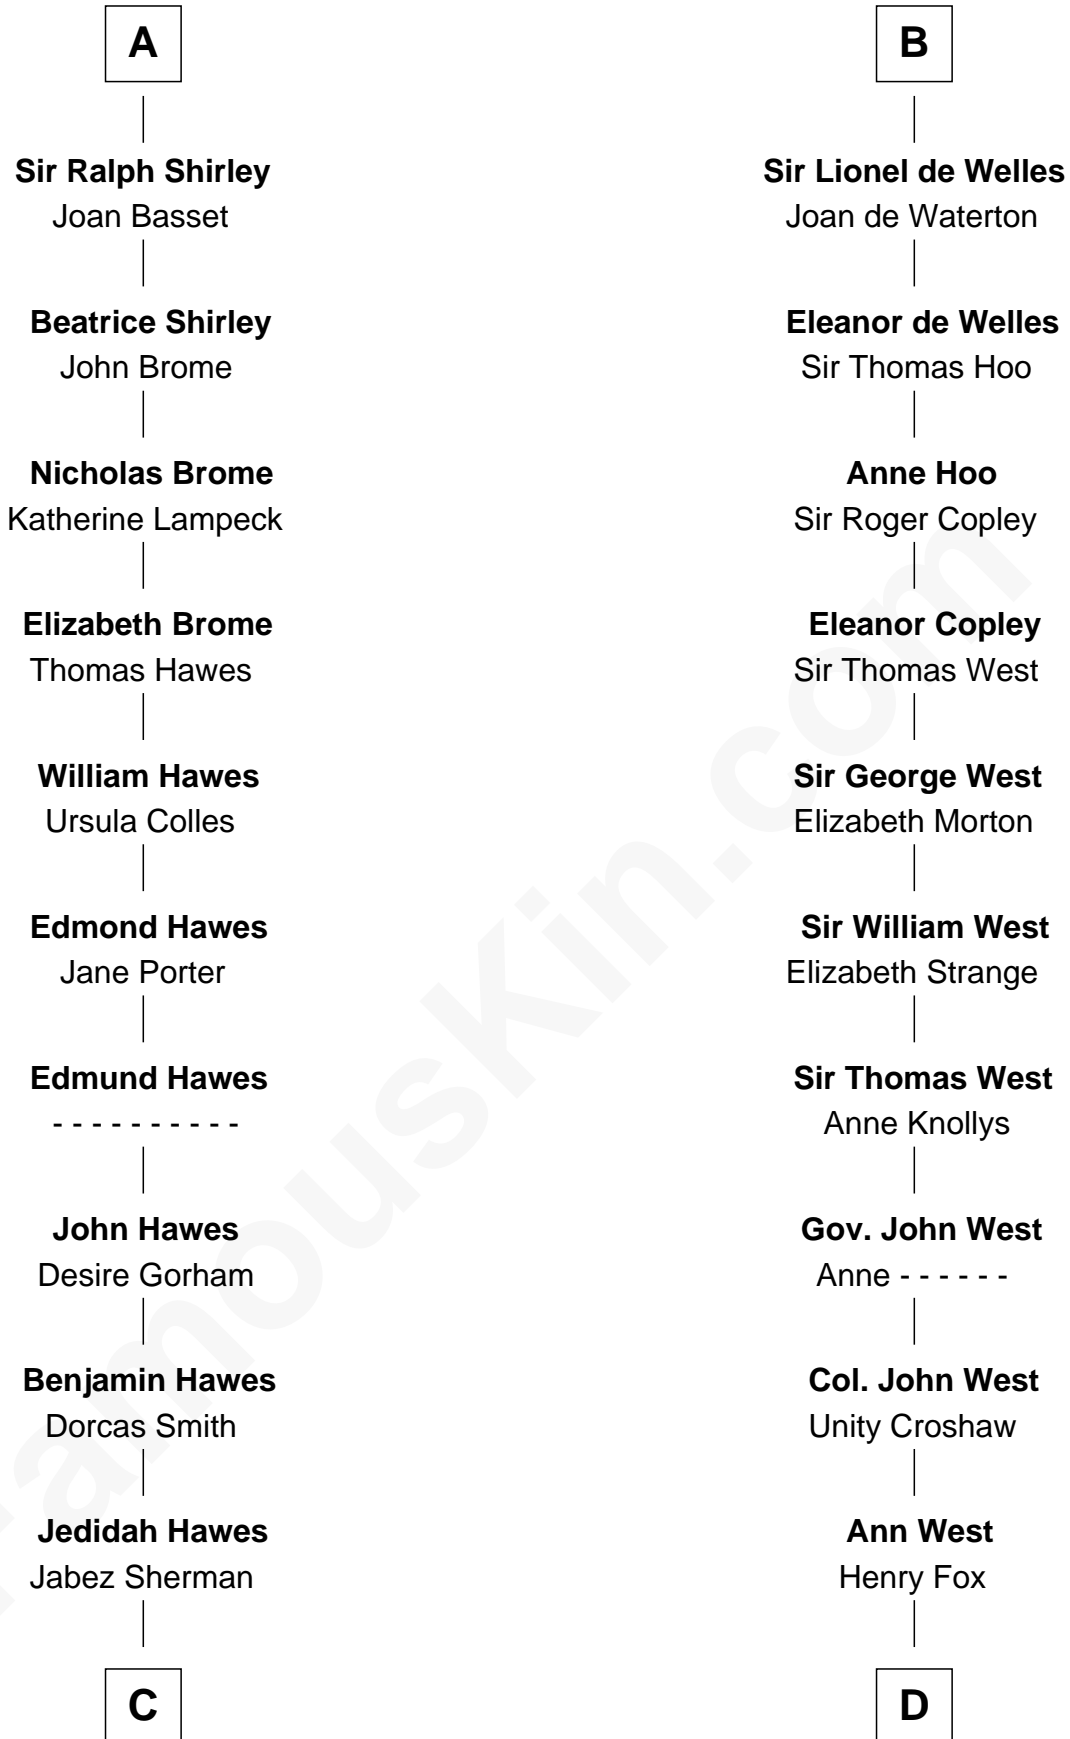 A
Sir Ralph Shirley
Joan Basset
Beatrice Shirley
John Brome
Nicholas Brome
Katherine Lampeck
Elizabeth Brome
Thomas Hawes
William Hawes
Ursula Colles
Edmond Hawes
Jane Porter
Edmund Hawes
- - - - - - - - - -
John Hawes
Desire Gorham
Benjamin Hawes
Dorcas Smith
Jedidah Hawes
Jabez Sherman
C
B
Sir Lionel de Welles
Joan de Waterton
Eleanor de Welles
Sir Thomas Hoo
Anne Hoo
Sir Roger Copley
Eleanor Copley
Sir Thomas West
Sir George West
Elizabeth Morton
Sir William West
Elizabeth Strange
Sir Thomas West
Anne Knollys
Gov. John West
Anne - - - - - -
Col. John West
Unity Croshaw
Ann West
Henry Fox
D
FamousKin.com